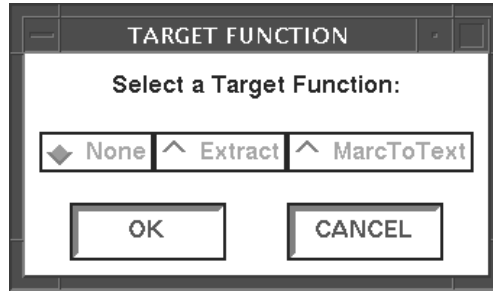 TARGET FUNCTION
Select a Target Function:
None Extract MarcToText
OK CANCEL